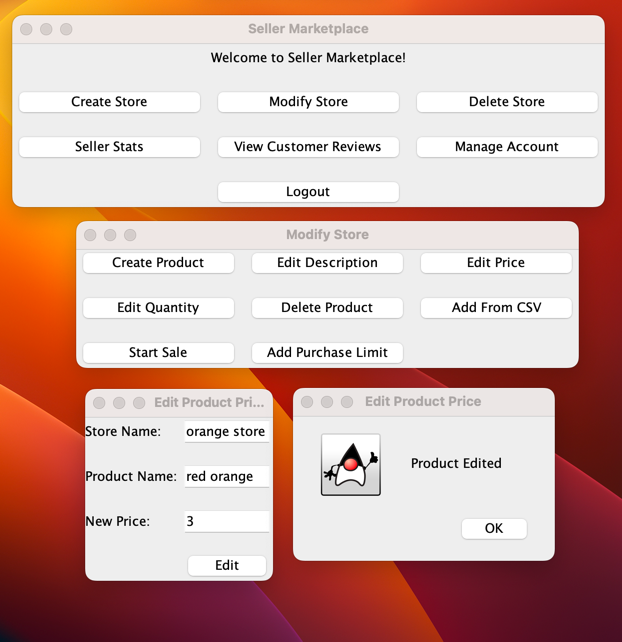 Seller Marketplace
Welcome to Seller Marketplace!
Create Store Modify Store Delete Store
Seller Stats View Customer Reviews Manage Account
Logout
Modify Store
Create Product Edit Description Edit Price
Edit Quantity Delete Product Add From CSV
Start Sale Add Purchase Limit
Edit Product Pri...
Store Name: orange store
Product Name: red orange
New Price: 3
Edit
Edit Product Price
Product Edited
OK